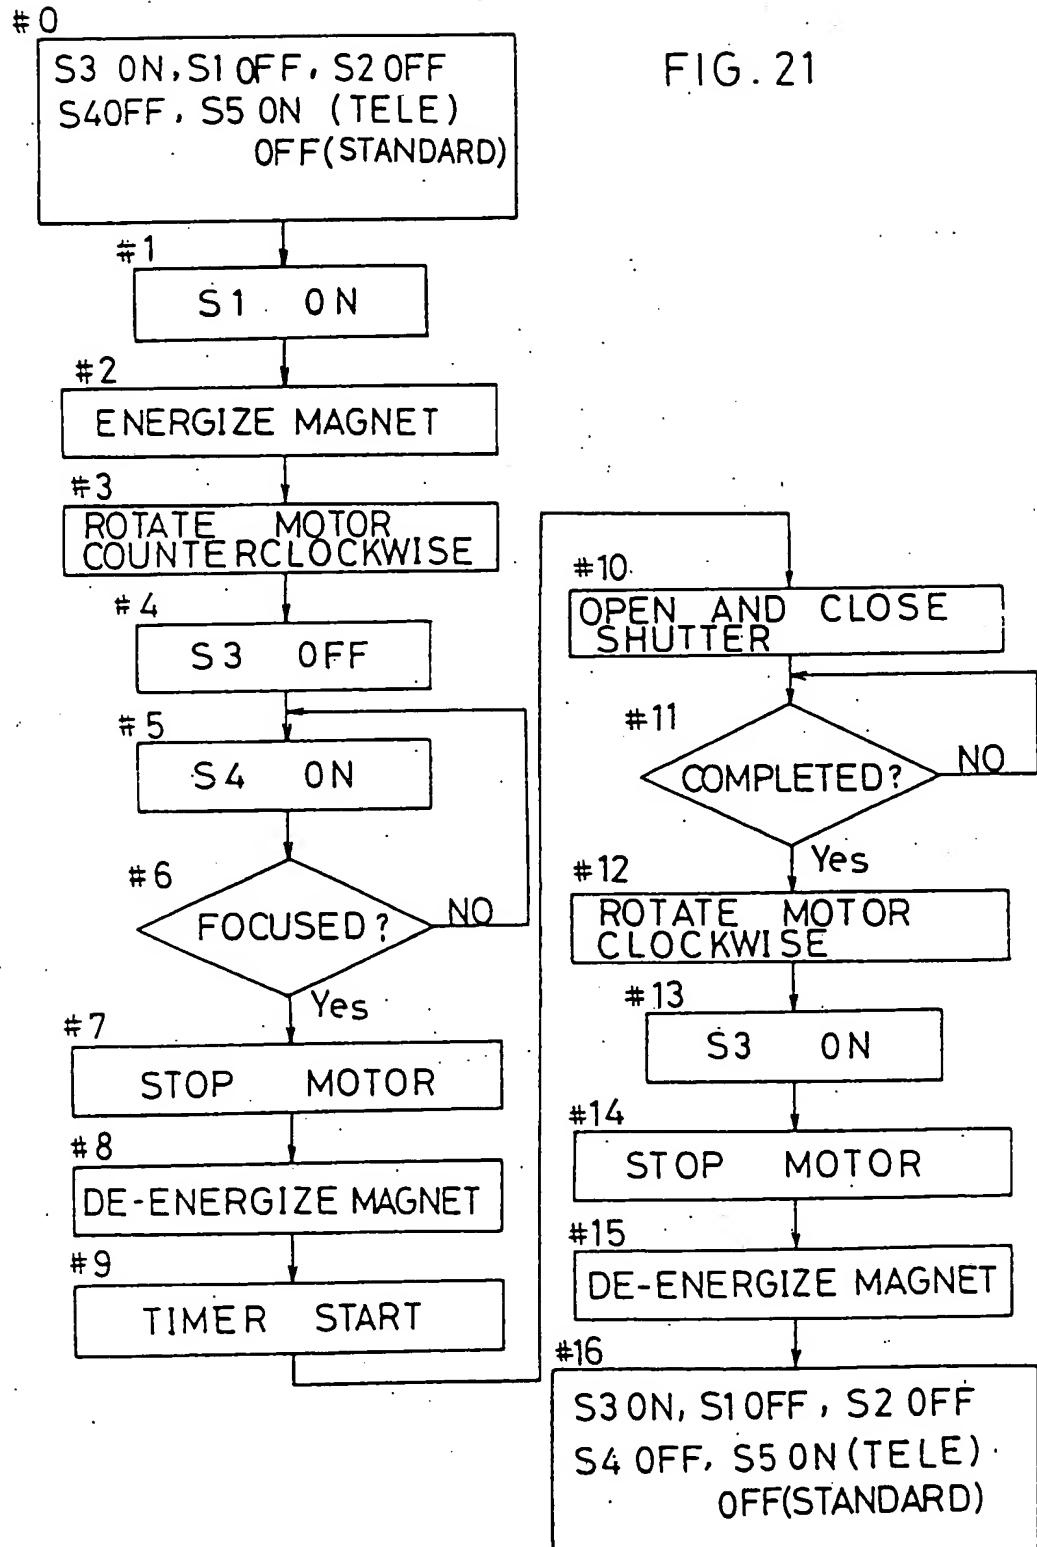 #0
S3 ON, S1 OFF, S2 OFF
S4 OFF, S5 ON (TELE)
OFF(STANDARD)
FIG. 21
#1
S1 ON
#2
ENERGIZE MAGNET
#3
ROTATE MOTOR
COUNTERCLOCKWISE
#4
S3 OFF
#5
S4 ON
#6
FOCUSED?
NO
Yes
#7
STOP MOTOR
#8
DE-ENERGIZE MAGNET
#9
TIMER START
#10
OPEN AND CLOSE
SHUTTER
#11
COMPLETED?
NO
Yes
#12
ROTATE MOTOR
CLOCKWISE
#13
S3 ON
#14
STOP MOTOR
#15
DE-ENERGIZE MAGNET
#16
S3 ON, S1 OFF, S2 OFF
S4 OFF, S5 ON (TELE)
OFF(STANDARD)